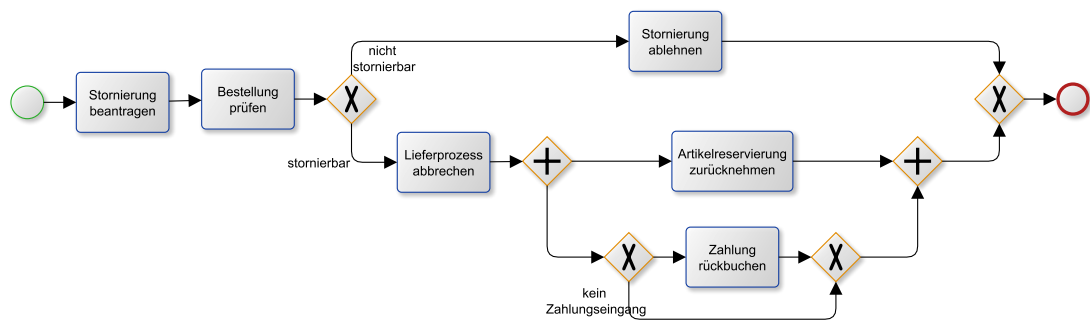 Stornierung
ablehnen
nicht
stornierbar
Stornierung
beantragen
Bestellung
prüfen
stornierbar
Lieferprozess
abbrechen
Artikelreservierung
zurücknehmen
Zahlung
rückbuchen
kein
Zahlungseingang